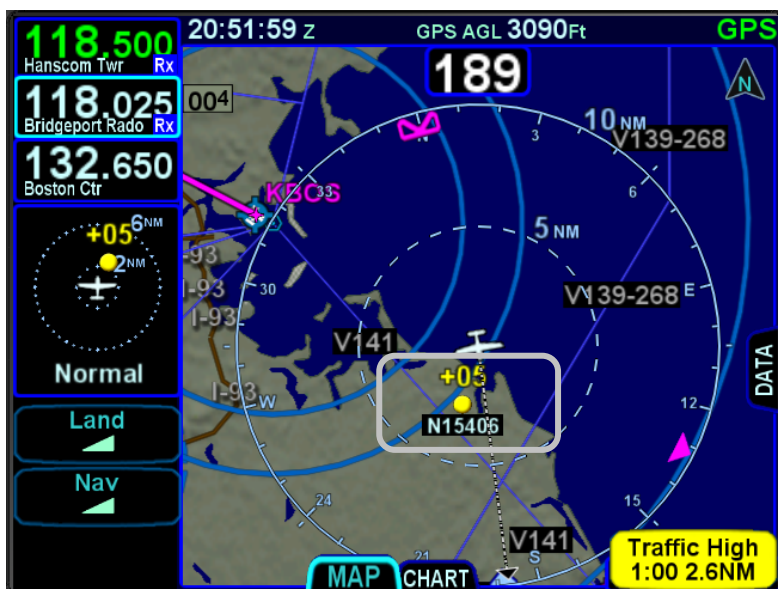 118.500
Hanscom Twr Rx
118.025
Bridgeport Rado Rx
132.650
Boston Ctr
+05 6NM
2NM
Normal
Land
Nav
20:51:59 Z GPS AGL 3090Ft GPS
189
004
N
3
10 NM
V139-268
6
33
KBOS
5 NM
-93
I-93
30
V139-268
E
I-93
V141
DATA
+05
I-93
W
12
N15406
24
15
V141
21
S
Traffic High
1:00 2.6NM
MAP CHART
N